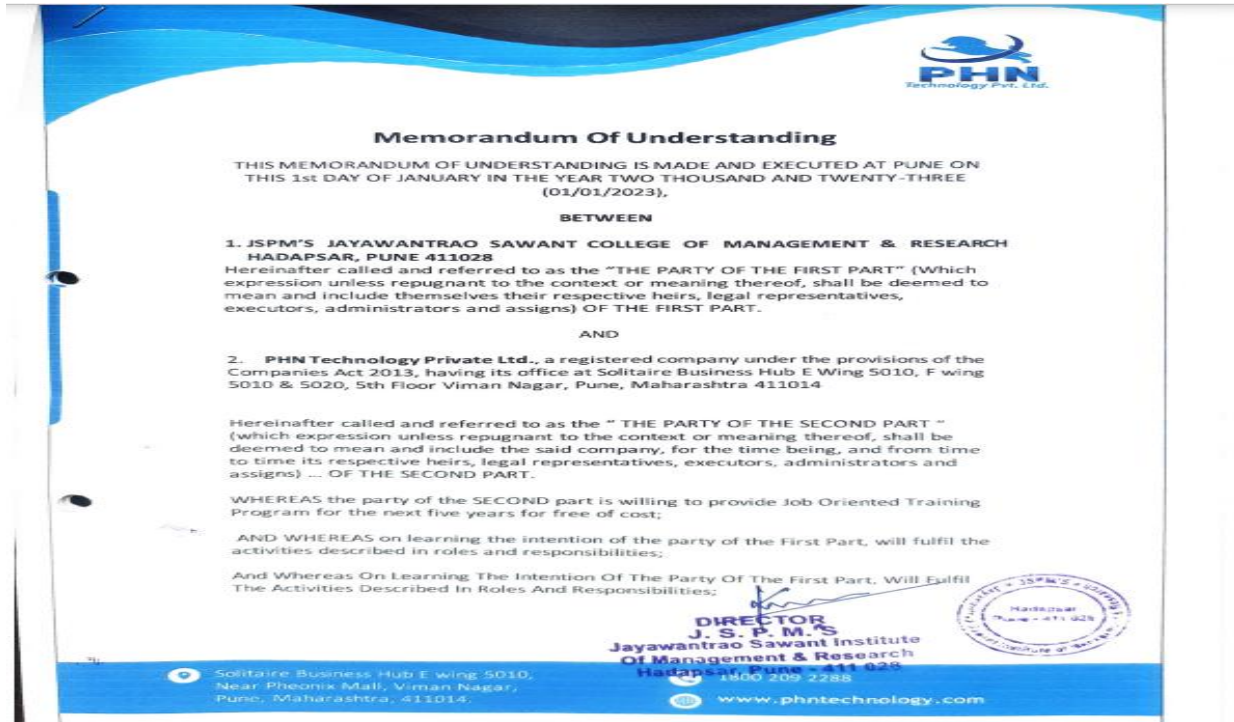 PHN
Technology Pvt. Ltd.
Memorandum Of Understanding
THIS MEMORANDUM OF UNDERSTANDING IS MADE AND EXECUTED AT PUNE ON
THIS 1st DAY OF JANUARY IN THE YEAR TWO THOUSAND AND TWENTY-THREE
(01/01/2023),
BETWEEN
1. JSPM'S JAYAWANTRAO SAWANT COLLEGE OF MANAGEMENT & RESEARCH
HADAPSAR, PUNE 411028
Hereinafter called and referred to as the "THE PARTY OF THE FIRST PART" (Which
expression unless repugnant to the context or meaning thereof, shall be deemed to
mean and include themselves their respective heirs, legal representatives,
executors, administrators and assigns) OF THE FIRST PART.
AND
2. PHN Technology Private Ltd., a registered company under the provisions of the
Companies Act 2013, having its office at Solitaire Business Hub E Wing 5010, F wing
5010 & 5020, 5th Floor Viman Nagar, Pune, Maharashtra 411014
Hereinafter called and referred to as the " THE PARTY OF THE SECOND PART "
(which expression unless repugnant to the context or meaning thereof, shall be
deemed to mean and include the said company, for the time being, and from time
to time its respective heirs, legal representatives, executors, administrators and
assigns) ... OF THE SECOND PART.
WHEREAS the party of the SECOND part is willing to provide Job Oriented Training
Program for the next five years for free of cost;
AND WHEREAS on learning the intention of the party of the First Part, will fulfil the
activities described in roles and responsibilities;
And Whereas On Learning The Intention Of The Party Of The First Part, Will Fulfil
The Activities Described In Roles And Responsibilities;
DIRECTOR
J. S. P. M.'S
Jayawantrao Sawant Institute
Of Management & Research
Hadapsar, Pune - 411 028
Hadapsar
Pune - 411 028
Solitaire Business Hub E wing 5010,
Near Pheonix Mall, Viman Nagar,
Pune, Maharashtra, 411014.
1800 209 2288
www.phntechnology.com